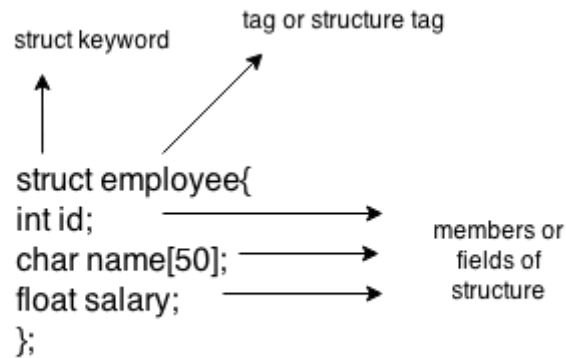 struct keyword
tag or structure tag
struct employee{
int id;
char name[50];
float salary;
};
members or
fields of
structure